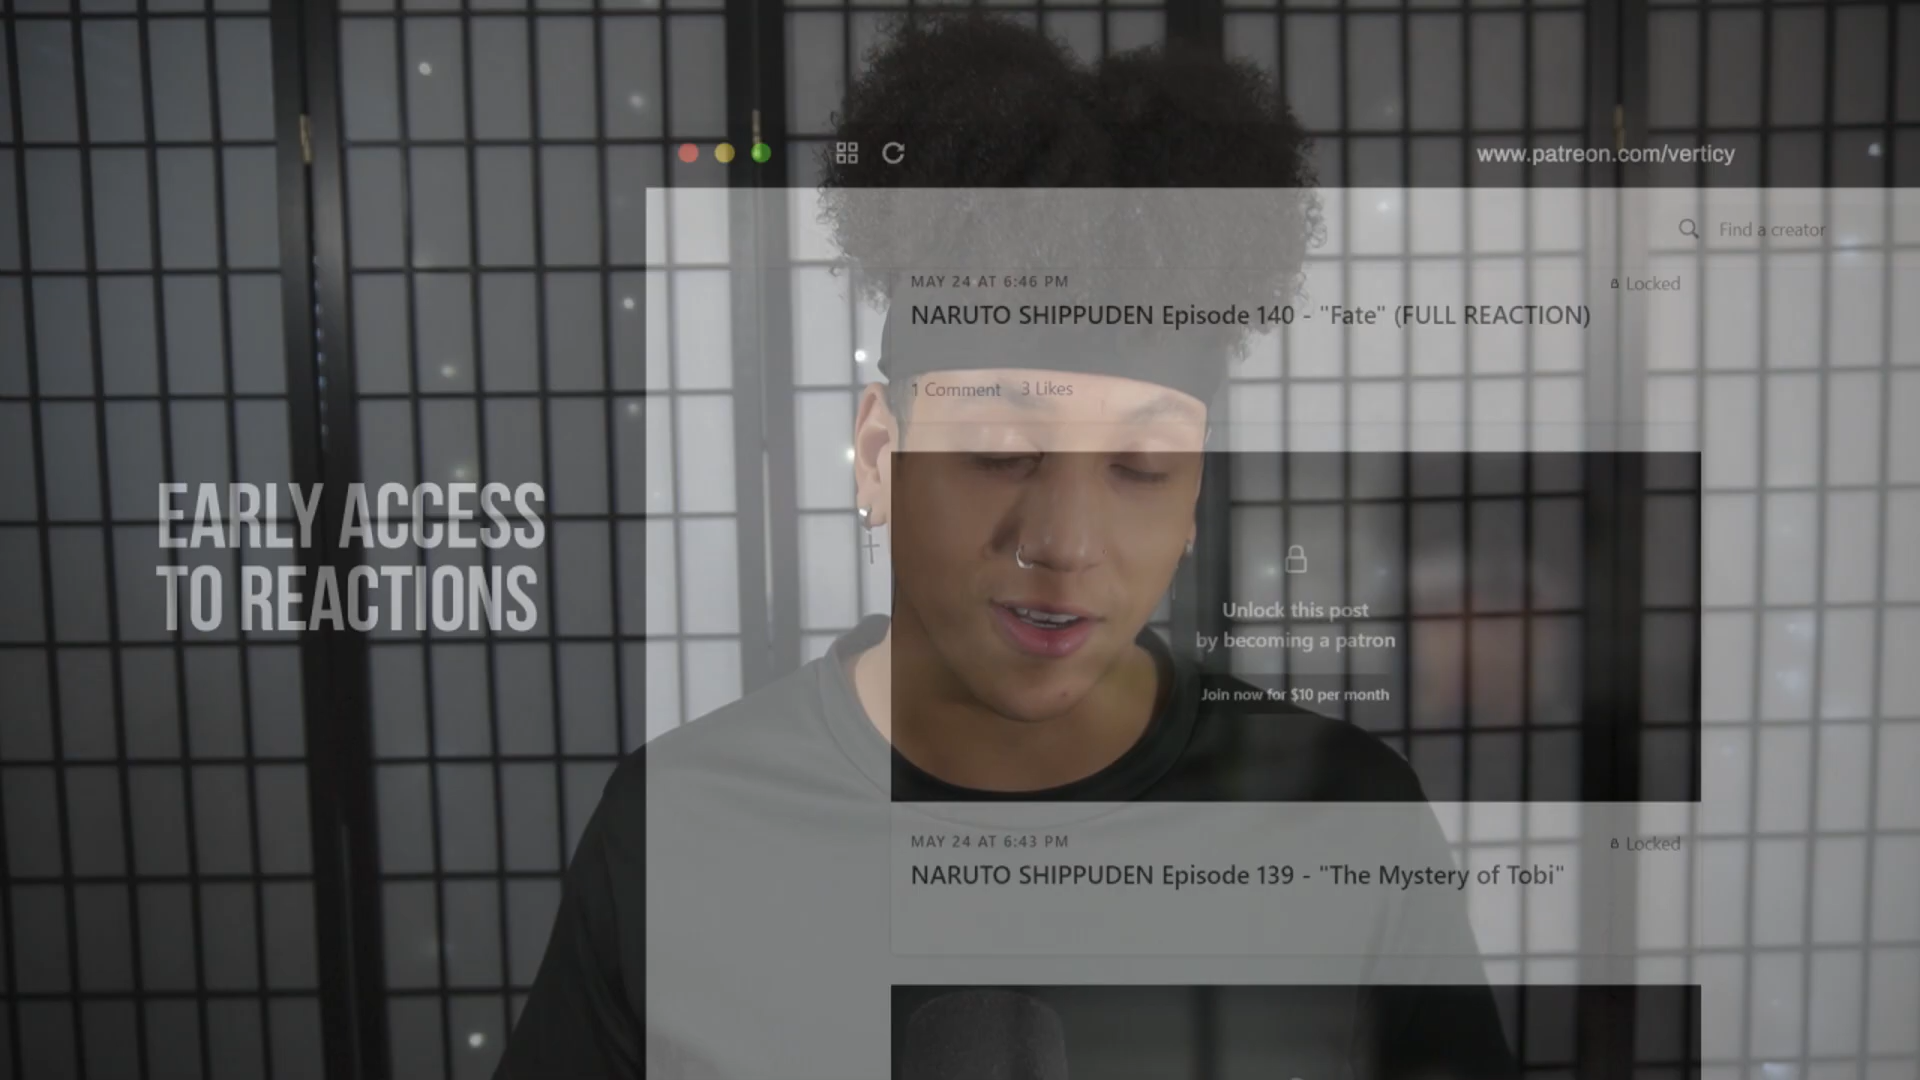 www.patreon.com/verticy
Find a creator
MAY 24 AT 6:46 PM
Locked
NARUTO SHIPPUDEN Episode 140 - "Fate" (FULL REACTION)
1 Comment 3 Likes
EARLY ACCESS
TO REACTIONS
Unlock this post
by becoming a patron
Join now for $10 per month
MAY 24 AT 6:43 PM
Locked
NARUTO SHIPPUDEN Episode 139 - "The Mystery of Tobi"